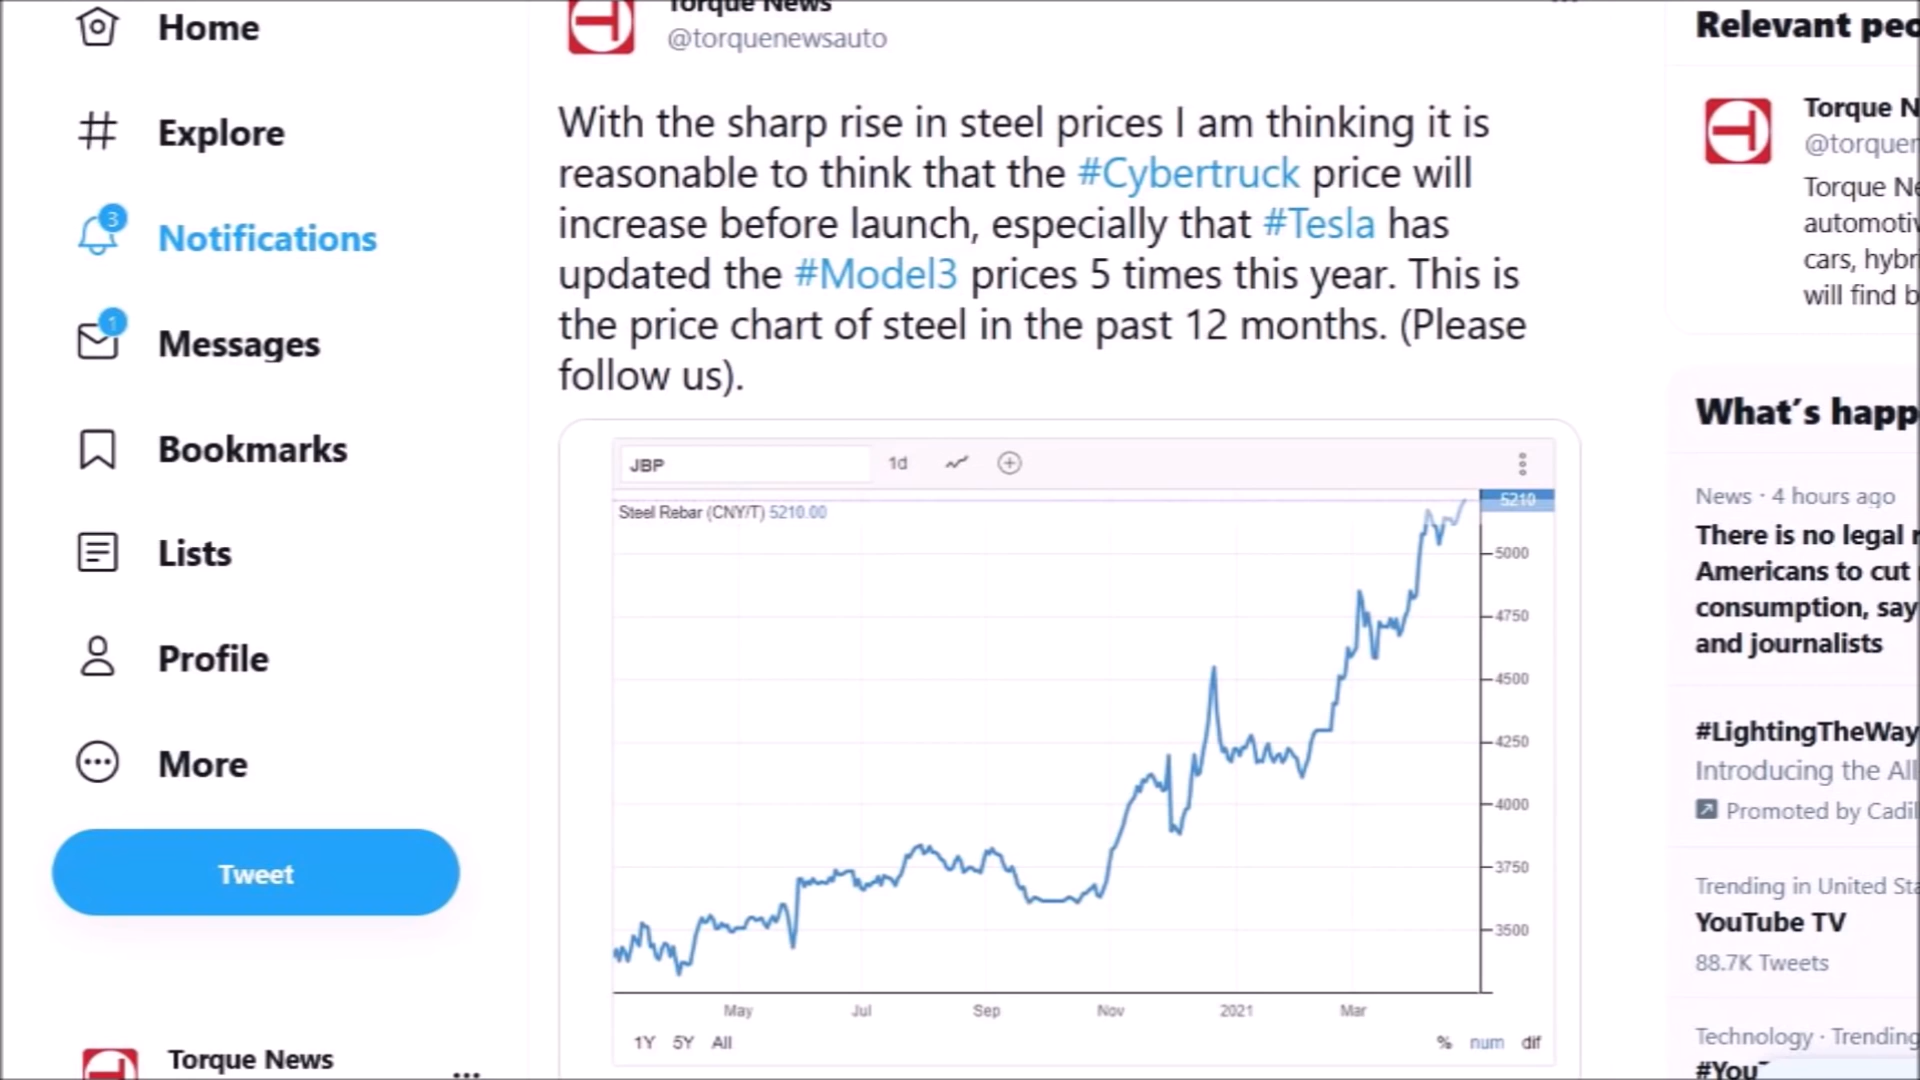 Home
Explore
3
Notifications
1
Messages
Bookmarks
Lists
Profile
More
Tweet
Torque News
Torque News
@torquenewsauto
With the sharp rise in steel prices I am thinking it is
reasonable to think that the #Cybertruck price will
increase before launch, especially that #Tesla has
updated the #Model3 prices 5 times this year. This is
the price chart of steel in the past 12 months. (Please
follow us).
JBP 1d
Steel Rebar (CNY/T) 5210.00
5210
5000
4750
4500
4250
4000
3750
3500
May Jul Sep Nov 2021 Mar
1Y 5Y All % num dif
Relevant peo
Torque N
@torquer
Torque Ne
automotiv
cars, hybr
will find b
What's happ
News · 4 hours ago
There is no legal r
Americans to cut
consumption, say
and journalists
#LightingTheWay
Introducing the All
Promoted by Cadil
Trending in United Sta
YouTube TV
88.7K Tweets
Technology · Trending
#You